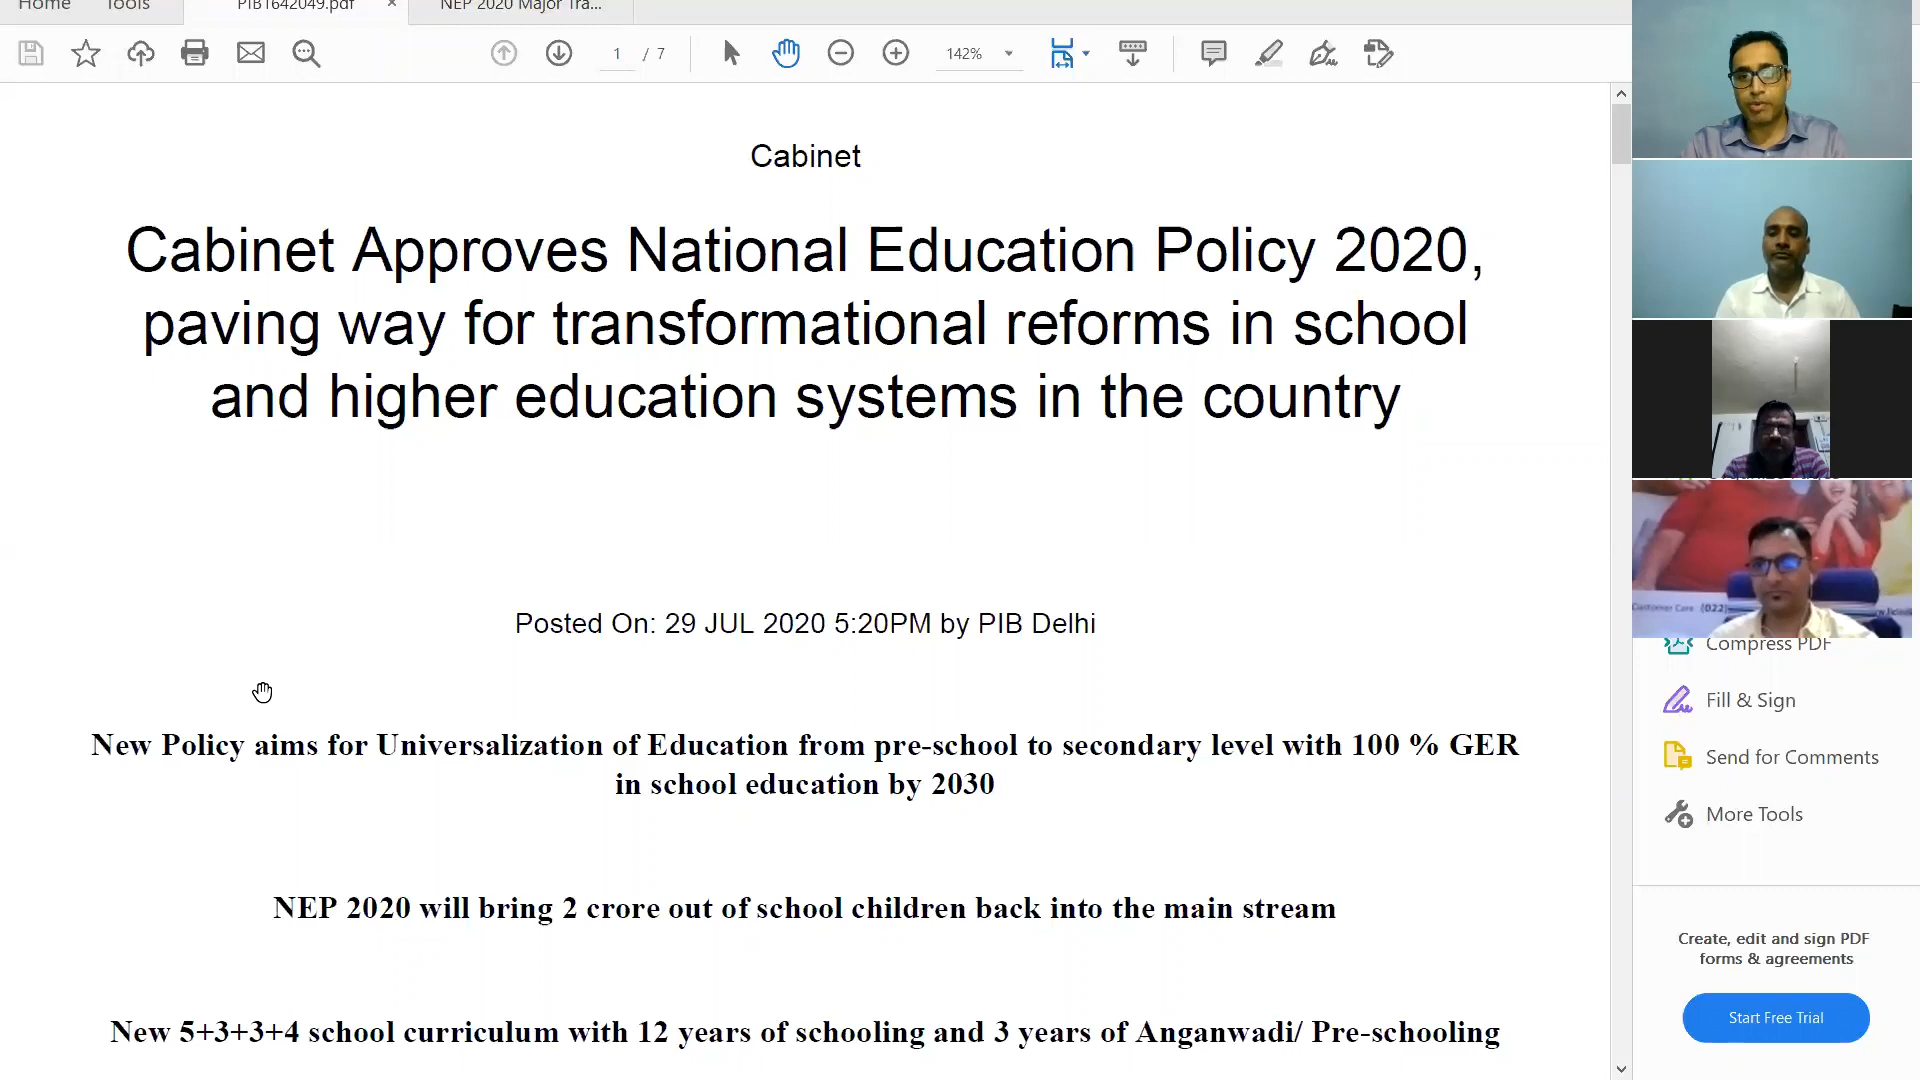 Home
Tools
PIB1642049.pdf
NEP 2020 Major Tra...
1 / 7
142%
Cabinet
Cabinet Approves National Education Policy 2020,
paving way for transformational reforms in school
and higher education systems in the country
Posted On: 29 JUL 2020 5:20PM by PIB Delhi
New Policy aims for Universalization of Education from pre-school to secondary level with 100 % GER
in school education by 2030
NEP 2020 will bring 2 crore out of school children back into the main stream
New 5+3+3+4 school curriculum with 12 years of schooling and 3 years of Anganwadi/ Pre-schooling
Customer Care (022)
Compress PDF
Fill & Sign
Send for Comments
More Tools
Create, edit and sign PDF
forms & agreements
Start Free Trial